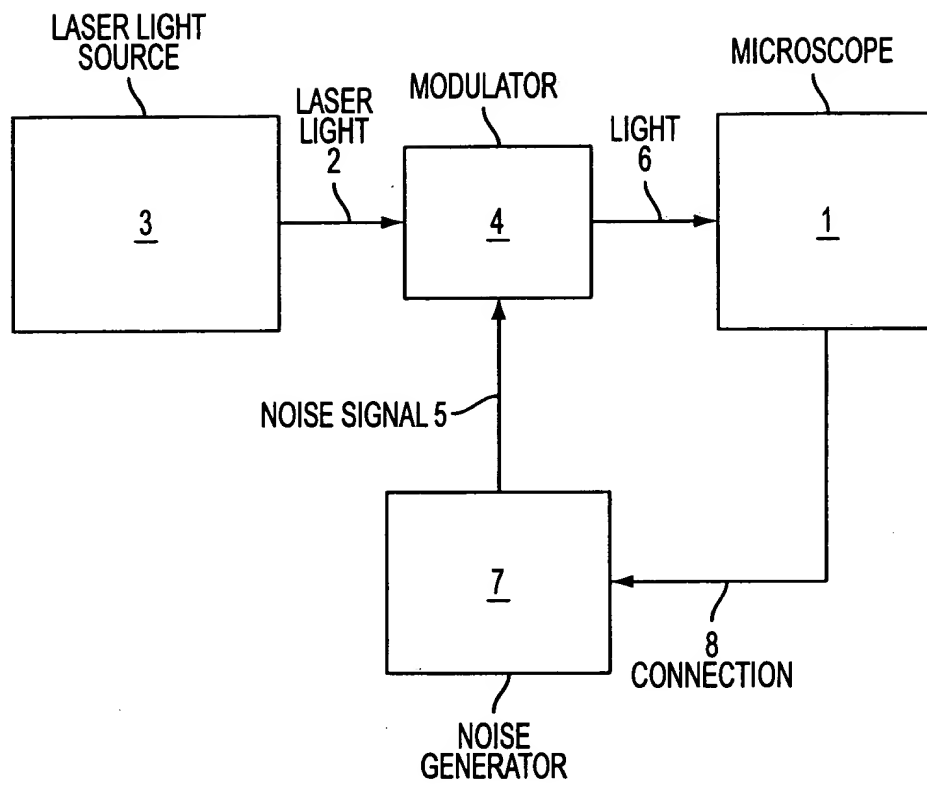 LASER LIGHT
SOURCE
3
LASER
LIGHT
2
MODULATOR
4
LIGHT
6
MICROSCOPE
1
NOISE SIGNAL 5
7
NOISE
GENERATOR
8
CONNECTION